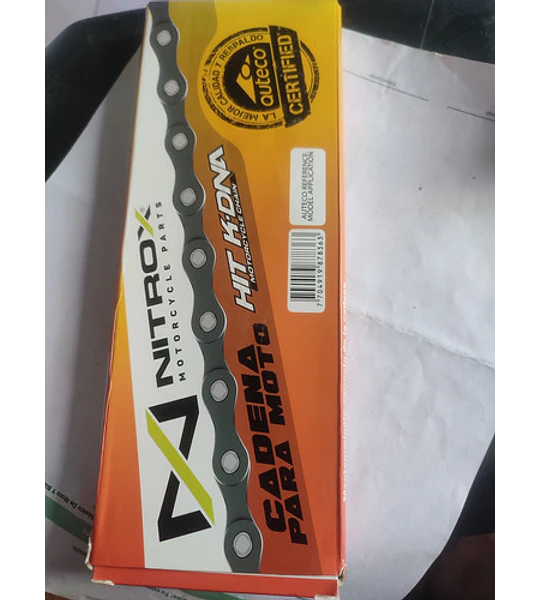 NITROX
MOTORCYCLE PARTS
HIT K-DNA
MOTORCYCLE CHAIN
CADENA
PARA MOTO
LA MEJOR CALIDAD Y RESPALDO
auteco
CERTIFIED
AUTECO REFERENCE
MODEL APPLICATION
7704919878363